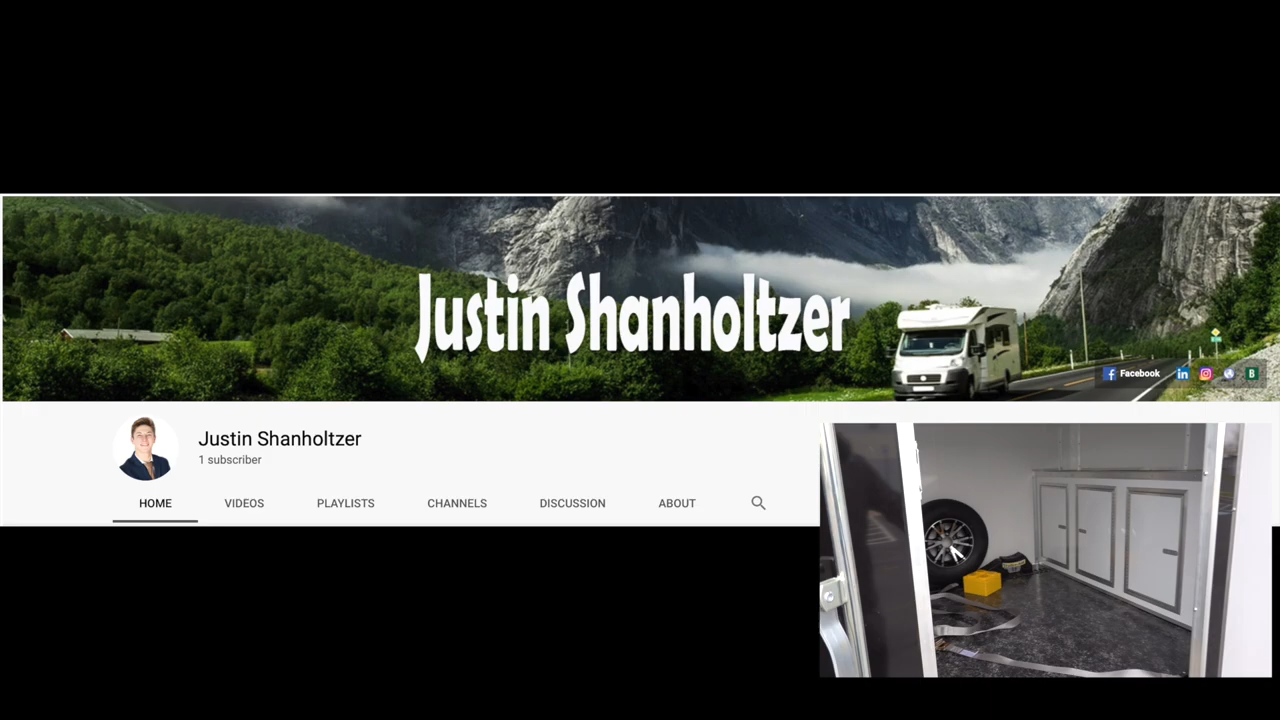 Justin Shanholtzer
Facebook
B
Justin Shanholtzer
1 subscriber
HOME VIDEOS PLAYLISTS CHANNELS DISCUSSION ABOUT